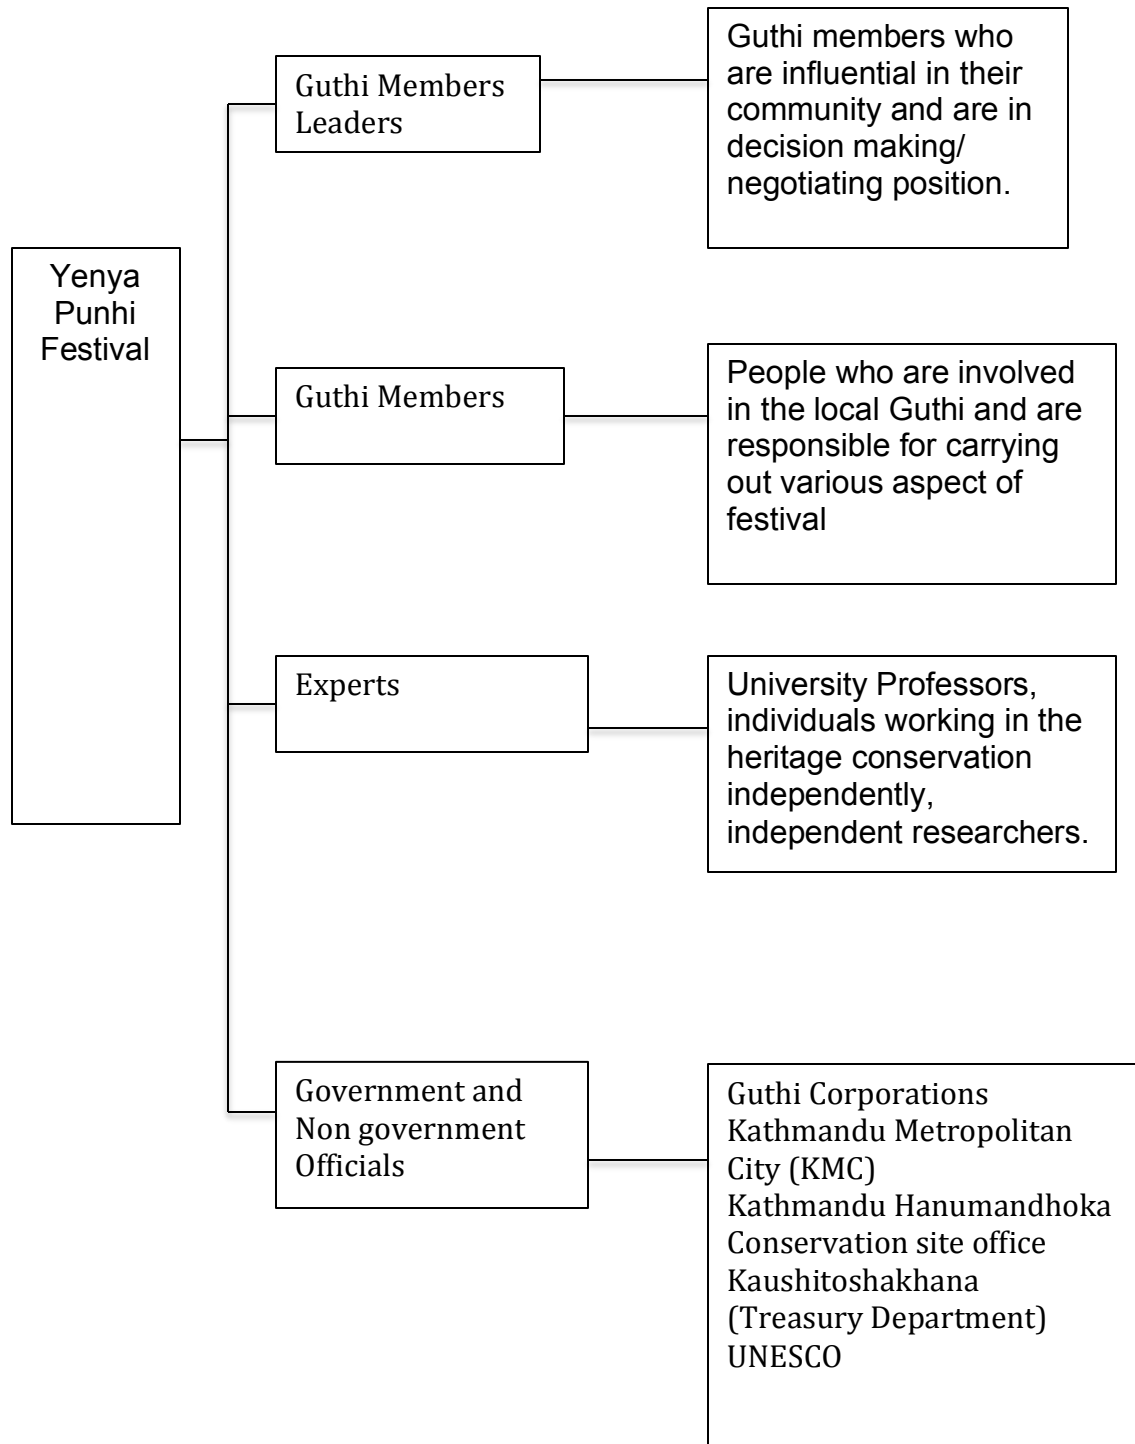 Yenya
Punhi
Festival
Guthi Members
Leaders
Guthi members who
are influential in their
community and are in
decision making/
negotiating position.
Guthi Members
People who are involved
in the local Guthi and are
responsible for carrying
out various aspect of
festival
Experts
University Professors,
individuals working in the
heritage conservation
independently,
independent researchers.
Government and
Non government
Officials
Guthi Corporations
Kathmandu Metropolitan
City (KMC)
Kathmandu Hanumandhoka
Conservation site office
Kaushitoshakhana
(Treasury Department)
UNESCO